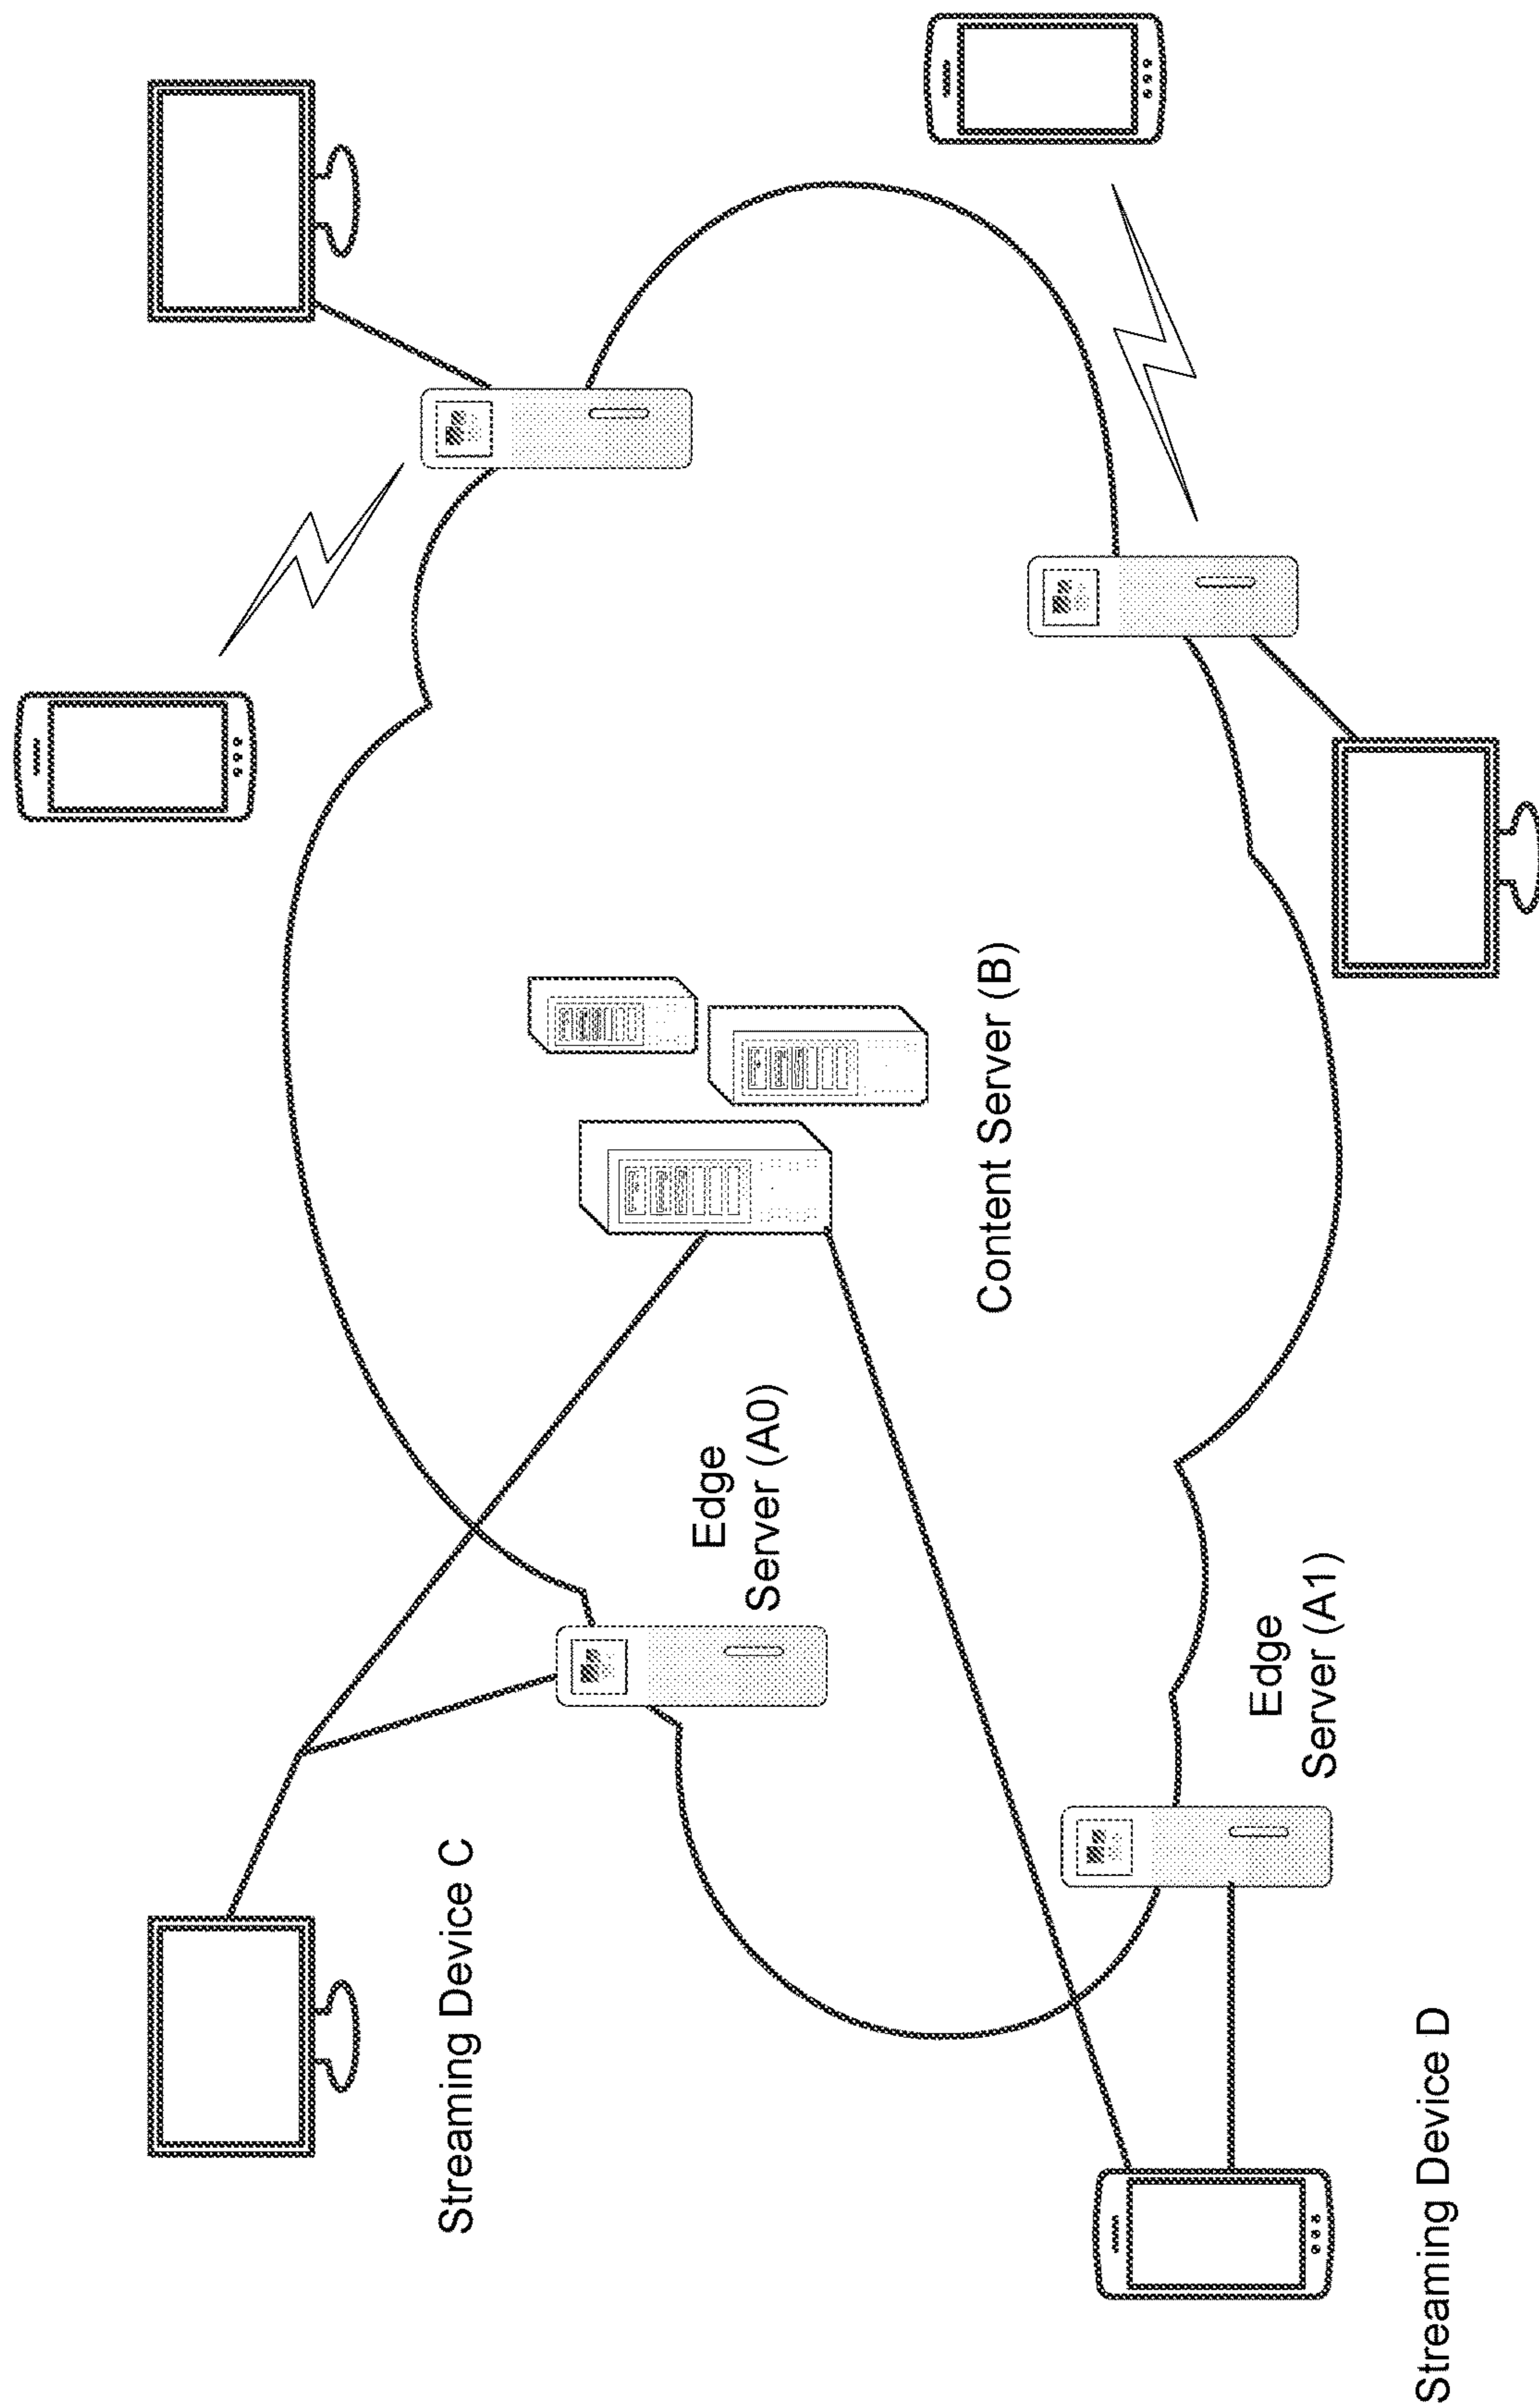 Streaming Device C
Edge
Server (A0)
Content Server (B)
Edge
Server (A1)
Streaming Device D